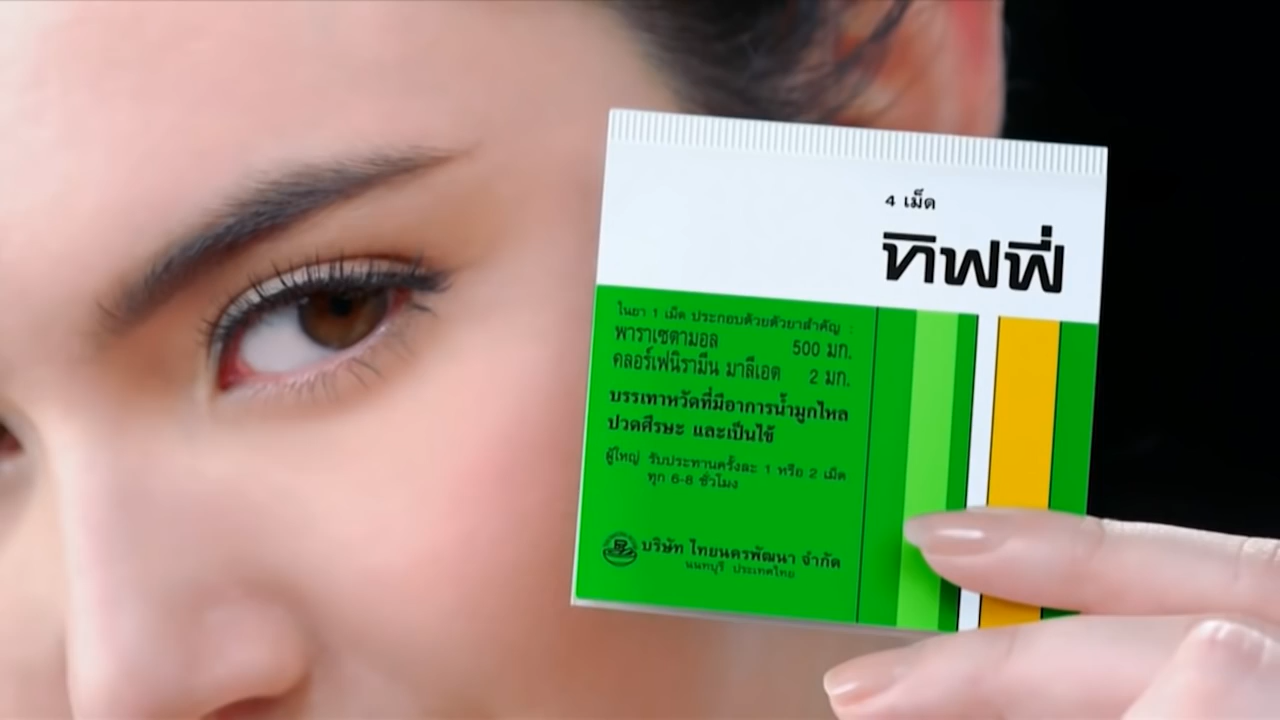 4 เม็ด
ทิฟฟี่
ในยา 1 เม็ด ประกอบด้วยตัวยาสำคัญ :
พาราเซตามอล 500 มก.
คลอร์เฟนิรามีน มาลีเอต 2 มก.
บรรเทาหวัดที่มีอาการน้ำมูกไหล
ปวดศีรษะ และเป็นไข้
ผู้ใหญ่ รับประทานครั้งละ 1 หรือ 2 เม็ด
ทุก 6-8 ชั่วโมง
บริษัท ไทยนครพัฒนา จำกัด
นนทบุรี ประเทศไทย